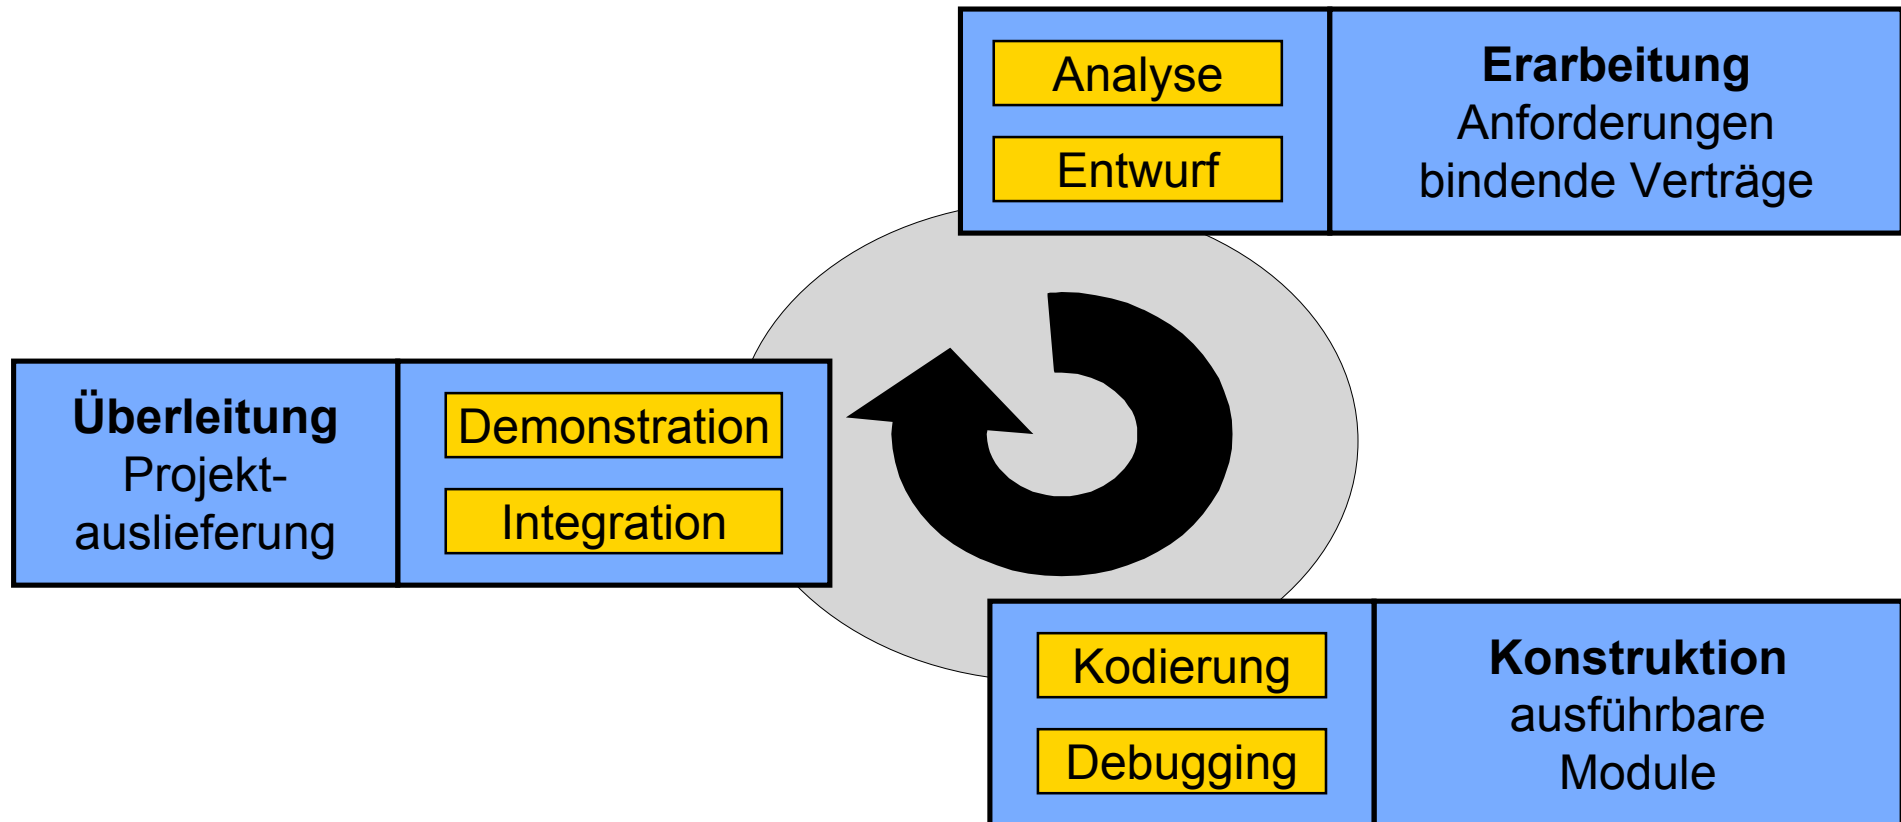 Analyse
Entwurf
Erarbeitung
Anforderungen
bindende Verträge
Überleitung
Projekt-
auslieferung
Demonstration
Integration
Kodierung
Debugging
Konstruktion
ausführbare
Module